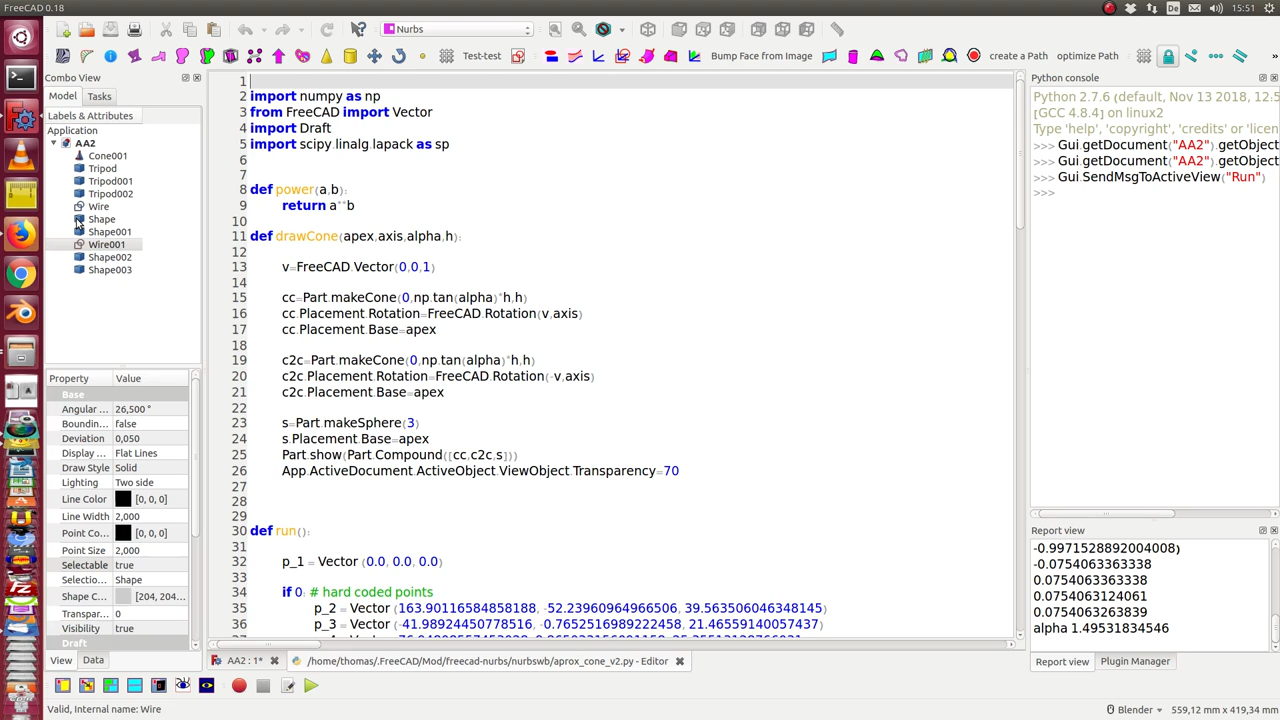 FreeCAD 0.18
De
15:51
Nurbs
Test-test
Bump Face from Image
create a Path
optimize Path
Combo View
Model
Tasks
Labels & Attributes
Application
AA2
Cone001
Tripod
Tripod001
Tripod002
Wire
Shape
Shape001
Wire001
Shape002
Shape003
Property
Value
Base
Angular ... 26,500 °
Boundin... false
Deviation 0,050
Display ... Flat Lines
Draw Style Solid
Lighting Two side
Line Color [0, 0, 0]
Line Width 2,000
Point Co... [0, 0, 0]
Point Size 2,000
Selectable true
Selectio... Shape
Shape C... [204, 204...
Transpar... 0
Visibility true
Draft
View
Data
1
2 import numpy as np
3 from FreeCAD import Vector
4 import Draft
5 import scipy.linalg.lapack as sp
6
7
8 def power(a,b):
9 return a**b
10
11 def drawCone(apex,axis,alpha,h):
12
13 v=FreeCAD.Vector(0,0,1)
14
15 cc=Part.makeCone(0,np.tan(alpha)*h,h)
16 cc.Placement.Rotation=FreeCAD.Rotation(v,axis)
17 cc.Placement.Base=apex
18
19 c2c=Part.makeCone(0,np.tan(alpha)*h,h)
20 c2c.Placement.Rotation=FreeCAD.Rotation(-v,axis)
21 c2c.Placement.Base=apex
22
23 s=Part.makeSphere(3)
24 s.Placement.Base=apex
25 Part.show(Part.Compound([cc,c2c,s]))
26 App.ActiveDocument.ActiveObject.ViewObject.Transparency=70
27
28
29
30 def run():
31
32 p_1 = Vector (0.0, 0.0, 0.0)
33
34 if 0: # hard coded points
35 p_2 = Vector (163.90116584858188, -52.23960964966506, 39.563506046348145)
36 p_3 = Vector (-41.98924450778516, -0.7652516989222475, 21.46559140057437)
AA2 : 1*
/home/thomas/.FreeCAD/Mod/freecad-nurbs/nurbswb/aprox_cone_v2.py - Editor
Python console
Python 2.7.6 (default, Nov 13 2018, 12:5
[GCC 4.8.4] on linux2
Type 'help', 'copyright', 'credits' or 'licen
>>> Gui.getDocument("AA2").getObject
>>> Gui.getDocument("AA2").getObject
>>> Gui.SendMsgToActiveView("Run")
>>>
Report view
-0.9971528892004008)
-0.0754063363338
0.0754063363338
0.0754063124061
0.0754063263839
alpha 1.49531834546
Report view
Plugin Manager
Valid, Internal name: Wire
Blender
559,12 mm x 419,34 mm